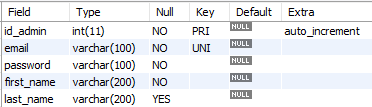 Field Type Null Key Default Extra
id_admin int(11) NO PRI NULL auto_increment
email varchar(100) NO UNI NULL
password varchar(100) NO NULL
first_name varchar(200) NO NULL
last_name varchar(200) YES NULL